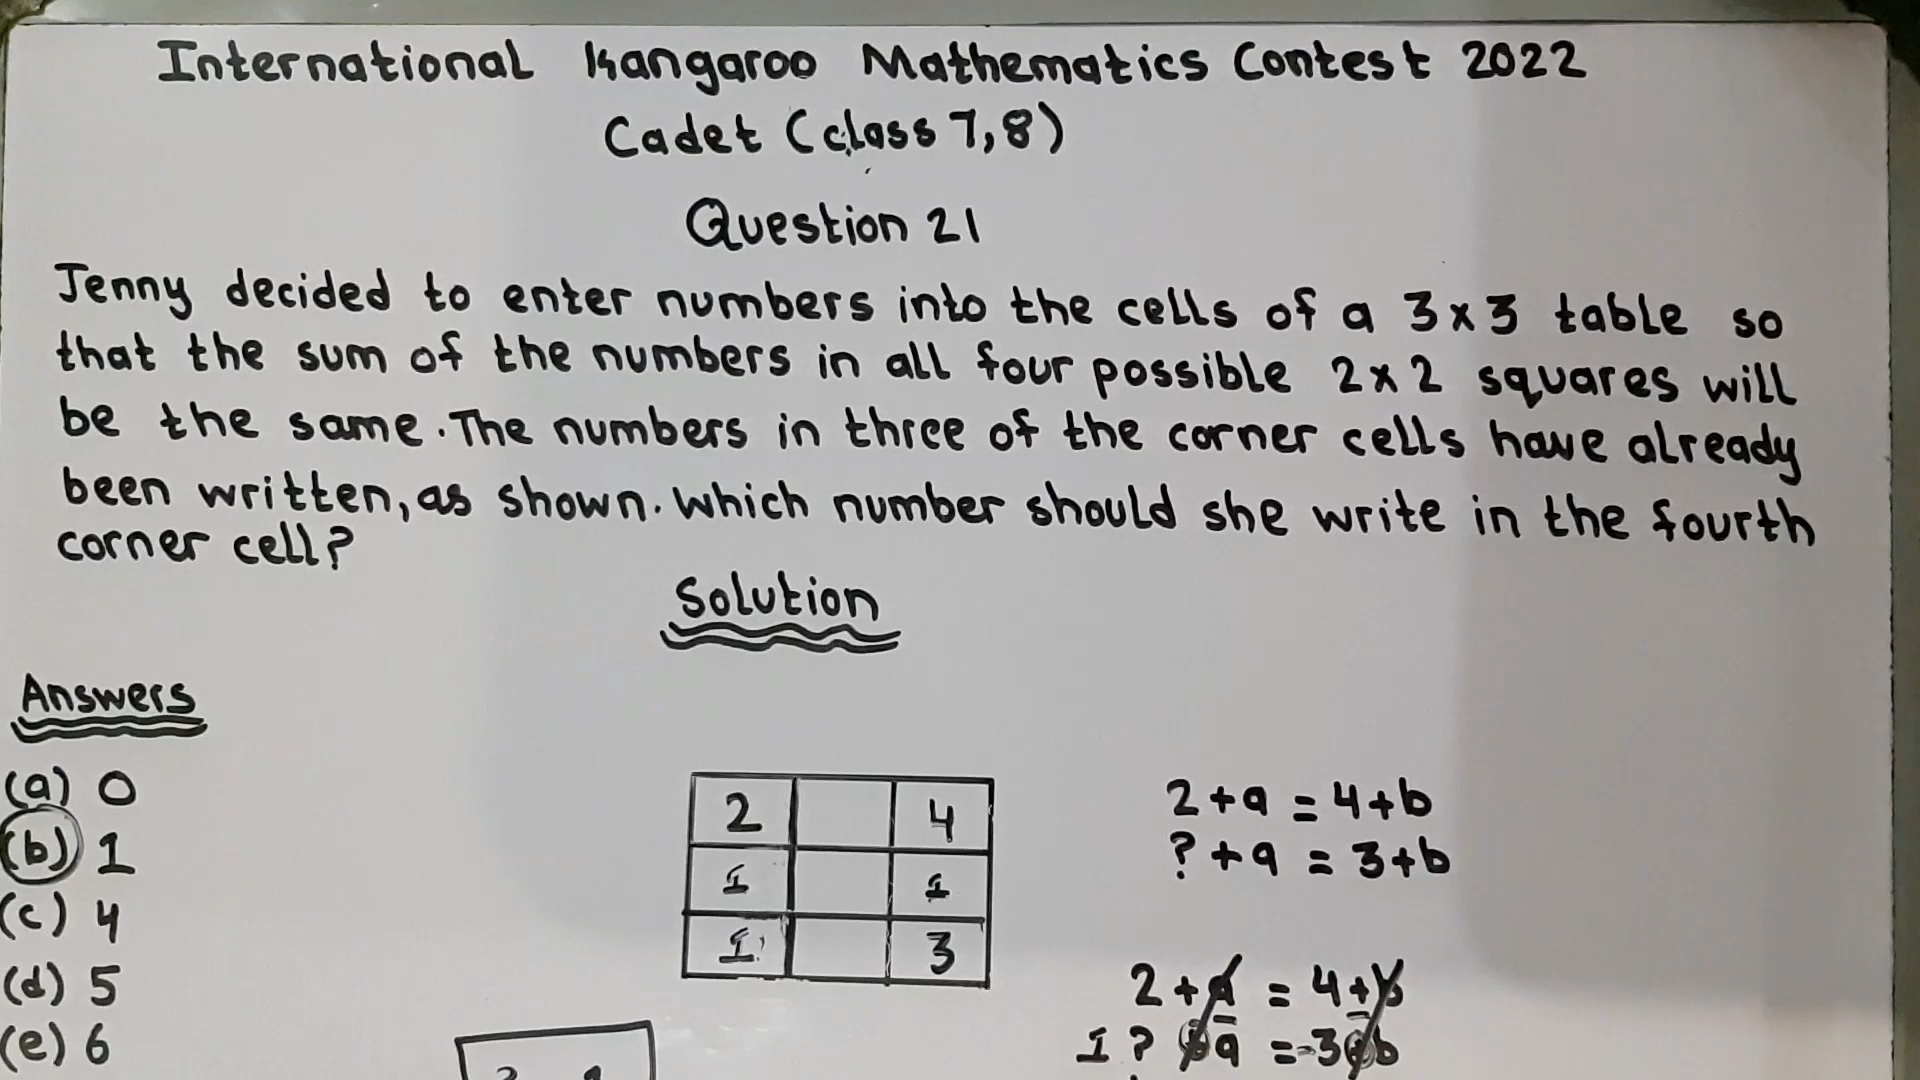 International Kangaroo Mathematics Contest 2022
Cadet (class 7,8)
Question 21
Jenny decided to enter numbers into the cells of a 3x3 table so
that the sum of the numbers in all four possible 2x2 squares will
be the same. The numbers in three of the corner cells have already
been written, as shown. which number should she write in the fourth
corner cell?
Solution
Answers
(a) 0
(b) 1
(c) 4
(d) 5
(e) 6
2 4
1 1
1 3
2+a = 4+b
? +a = 3+b
2+a = 4+b
1 ? a = -3 b